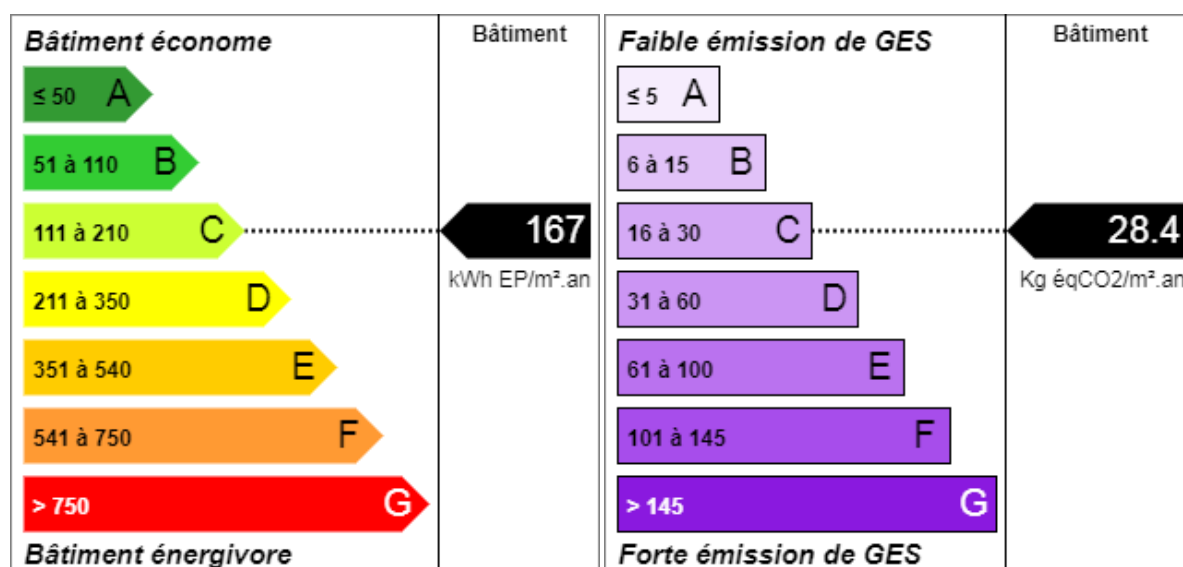 Bâtiment économe
Bâtiment
≤ 50 A
51 à 110 B
111 à 210 C
167
kWh EP/m².an
211 à 350 D
351 à 540 E
541 à 750 F
> 750 G
Bâtiment énergivore
Faible émission de GES
Bâtiment
≤ 5 A
6 à 15 B
16 à 30 C
28.4
Kg éqCO2/m².an
31 à 60 D
61 à 100 E
101 à 145 F
> 145 G
Forte émission de GES